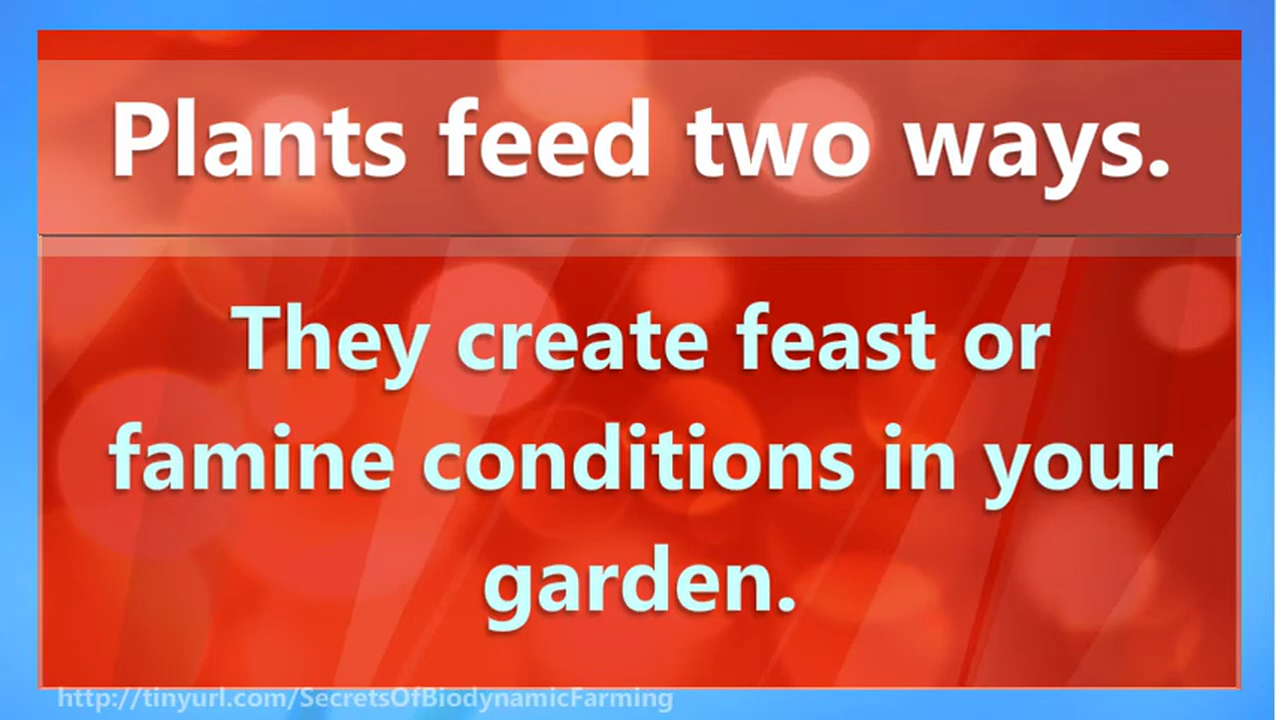 Plants feed two ways.
They create feast or
famine conditions in your
garden.
http://tinyurl.com/SecretsOfBiodynamicFarming